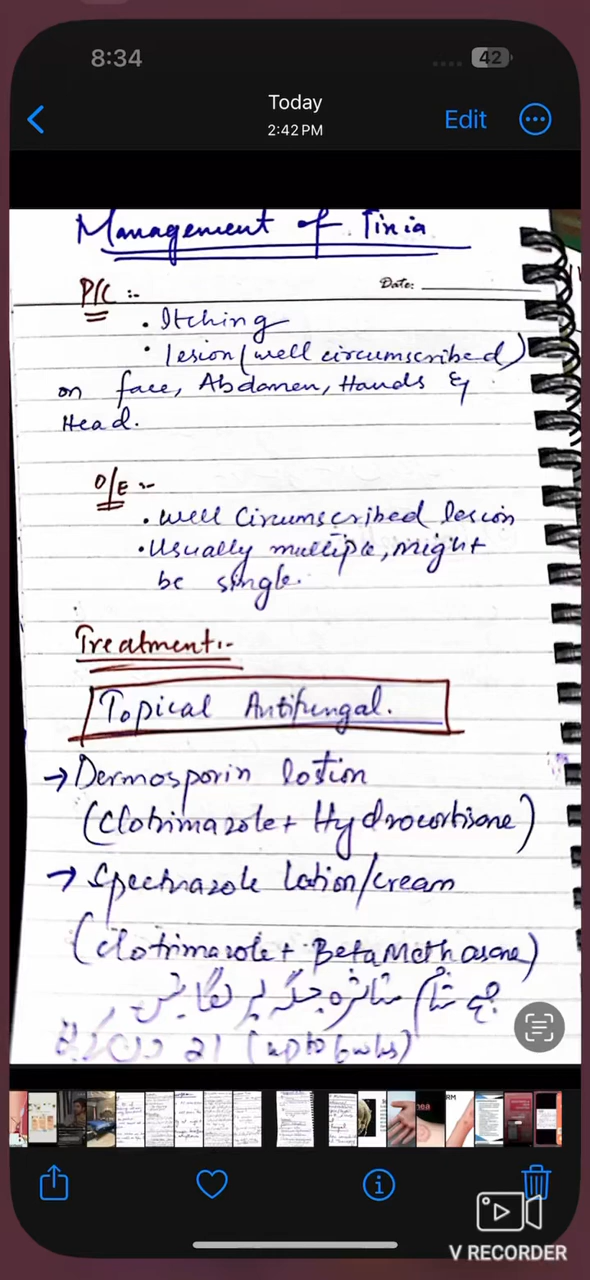 8:34
42
Today
2:42 PM
Edit
Management of Tinia
Date:
P/C :-
• Itching
• lesion (well circumscribed)
on face, Abdomen, Hands &
Head.
O/E :-
• well Circumscribed lesion
• Usually multiple, might
be single.
Treatment:-
Topical Antifungal.
→ Dermosporin lotion
(Clotrimazole + Hydrocortisone)
→ Spectrazole Lotion/cream
(Clotrimazole + BetaMethasone)
صبح شام متاثرہ جگہ پر لگائیں
21 دن (upto 6 wks)
RM
V RECORDER